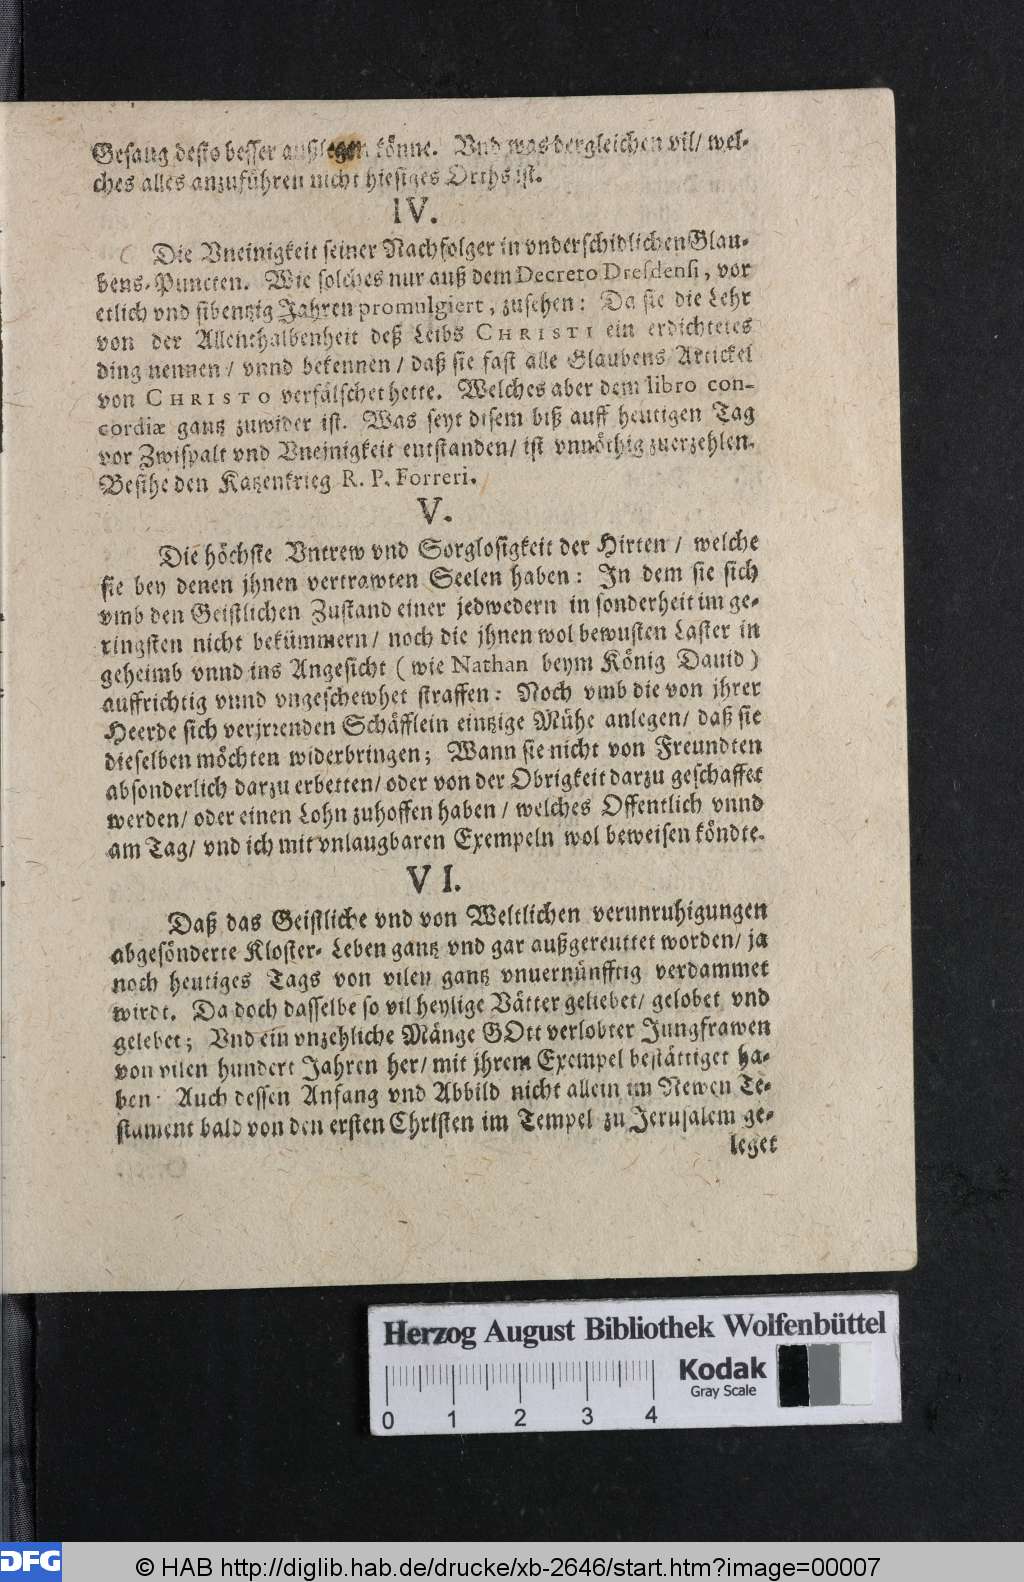 Gesang desto besser außlegen könne. Vnd was dergleichen vil/ wel-
ches alles anzuführen nicht hiesiges Orths ist.
IV.
Die Vneinigkeit seiner Nachfolger in vnderschidlichen Glau-
bens-Puncten. Wie solches nur auß dem Decreto Dresdensi, vor
etlich vnd sibentzig Jahren promulgiert, zusehen: Da sie die Lehr
von der Allenthalbenheit deß Leibs CHRISTI ein erdichtetes
ding nennen/ vnnd bekennen/ daß sie fast alle Glaubens Artickel
von CHRISTO verfälschet hette. Welches aber dem libro con-
cordiæ gantz zuwider ist. Was seyt disem biß auff heutigen Tag
vor Zwispalt vnd Vneinigkeit entstanden/ ist vnnöthig zuerzehlen.
Besihe den Katzenkrieg R. P. Forreri.
V.
Die höchste Vntrew vnd Sorglosigkeit der Hirten/ welche
sie bey denen jhnen vertrawten Seelen haben: In dem sie sich
vmb den Geistlichen Zustand einer jedwedern in sonderheit im ge-
ringsten nicht bekümmern/ noch die jhnen wol bewusten Laster in
geheimb vnnd ins Angesicht (wie Nathan beym König Dauid)
auffrichtig vnnd vngeschewhet straffen: Noch vmb die von jhrer
Heerde sich verjrrenden Schäfflein eintzige Mühe anlegen/ daß sie
dieselben möchten widerbringen; Wann sie nicht von Freundten
absonderlich darzu erbetten/ oder von der Obrigkeit darzu geschaffet
werden/ oder einen Lohn zuhoffen haben/ welches Offentlich vnnd
am Tag/ vnd ich mit vnlaugbaren Exempeln wol beweisen köndte.
VI.
Daß das Geistliche vnd von Weltlichen verunruhigungen
abgesönderte Kloster-Leben gantz vnd gar außgereuttet worden/ ja
noch heutiges Tags von vilen gantz vnuernünfftig verdammet
wirdt. Da doch dasselbe so vil heylige Vätter geliebet/ gelobet vnd
gelebet; Vnd ein vnzehliche Mänge GOtt verlobter Jungfrawen
von vilen hundert Jahren her/ mit jhrem Exempel bestättiget ha-
ben. Auch dessen Anfang vnd Abbild nicht allein im Newen Te-
stament bald von den ersten Christen im Tempel zu Jerusalem ge-
leget
Herzog August Bibliothek Wolfenbüttel
Kodak
Gray Scale
0 1 2 3 4
DFG
© HAB http://diglib.hab.de/drucke/xb-2646/start.htm?image=00007